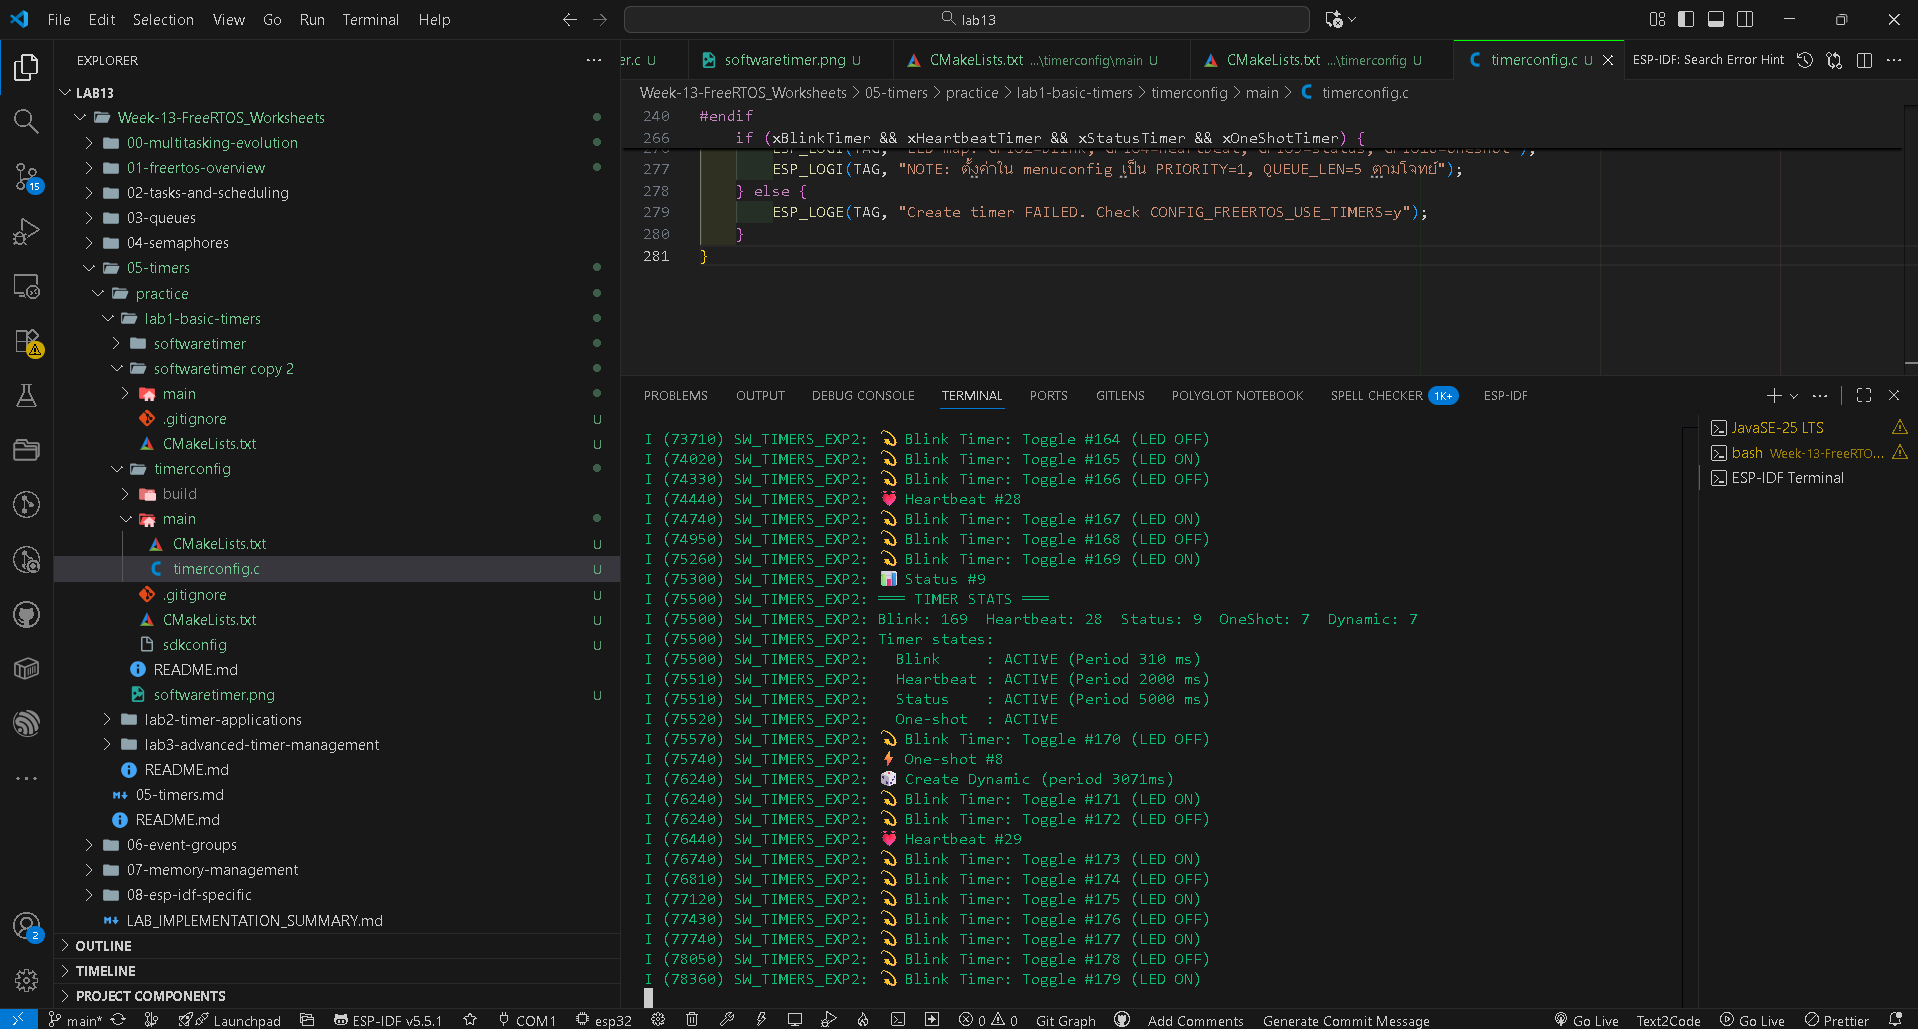 File Edit Selection View Go Run Terminal Help
lab13
EXPLORER
LAB13
Week-13-FreeRTOS_Worksheets
00-multitasking-evolution
01-freertos-overview
02-tasks-and-scheduling
03-queues
04-semaphores
05-timers
practice
lab1-basic-timers
softwaretimer
softwaretimer copy 2
main
.gitignore U
CMakeLists.txt U
timerconfig
build
main
CMakeLists.txt U
timerconfig.c U
.gitignore U
CMakeLists.txt U
sdkconfig U
README.md
softwaretimer.png U
lab2-timer-applications
lab3-advanced-timer-management
README.md
05-timers.md
README.md
06-event-groups
07-memory-management
08-esp-idf-specific
LAB_IMPLEMENTATION_SUMMARY.md
OUTLINE
TIMELINE
PROJECT COMPONENTS
15
2
er.c U softwaretimer.png U CMakeLists.txt ...\timerconfig\main U CMakeLists.txt ...\timerconfig U timerconfig.c U ESP-IDF: Search Error Hint
Week-13-FreeRTOS_Worksheets > 05-timers > practice > lab1-basic-timers > timerconfig > main > timerconfig.c
240 #endif
266 if (xBlinkTimer && xHeartbeatTimer && xStatusTimer && xOneShotTimer) {
277 ESP_LOGI(TAG, "NOTE: ตั้งค่าใน menuconfig เป็น PRIORITY=1, QUEUE_LEN=5 ตามโจทย์");
278 } else {
279 ESP_LOGE(TAG, "Create timer FAILED. Check CONFIG_FREERTOS_USE_TIMERS=y");
280 }
281 }
PROBLEMS OUTPUT DEBUG CONSOLE TERMINAL PORTS GITLENS POLYGLOT NOTEBOOK SPELL CHECKER 1K+ ESP-IDF
I (73710) SW_TIMERS_EXP2: 💫 Blink Timer: Toggle #164 (LED OFF)
I (74020) SW_TIMERS_EXP2: 💫 Blink Timer: Toggle #165 (LED ON)
I (74330) SW_TIMERS_EXP2: 💫 Blink Timer: Toggle #166 (LED OFF)
I (74440) SW_TIMERS_EXP2: 💓 Heartbeat #28
I (74740) SW_TIMERS_EXP2: 💫 Blink Timer: Toggle #167 (LED ON)
I (74950) SW_TIMERS_EXP2: 💫 Blink Timer: Toggle #168 (LED OFF)
I (75260) SW_TIMERS_EXP2: 💫 Blink Timer: Toggle #169 (LED ON)
I (75300) SW_TIMERS_EXP2: 📊 Status #9
I (75500) SW_TIMERS_EXP2: ═══ TIMER STATS ═══
I (75500) SW_TIMERS_EXP2: Blink: 169 Heartbeat: 28 Status: 9 OneShot: 7 Dynamic: 7
I (75500) SW_TIMERS_EXP2: Timer states:
I (75500) SW_TIMERS_EXP2: Blink : ACTIVE (Period 310 ms)
I (75510) SW_TIMERS_EXP2: Heartbeat : ACTIVE (Period 2000 ms)
I (75510) SW_TIMERS_EXP2: Status : ACTIVE (Period 5000 ms)
I (75520) SW_TIMERS_EXP2: One-shot : ACTIVE
I (75570) SW_TIMERS_EXP2: 💫 Blink Timer: Toggle #170 (LED OFF)
I (75740) SW_TIMERS_EXP2: ⚡ One-shot #8
I (76240) SW_TIMERS_EXP2: 🎲 Create Dynamic (period 3071ms)
I (76240) SW_TIMERS_EXP2: 💫 Blink Timer: Toggle #171 (LED ON)
I (76240) SW_TIMERS_EXP2: 💫 Blink Timer: Toggle #172 (LED OFF)
I (76440) SW_TIMERS_EXP2: 💓 Heartbeat #29
I (76740) SW_TIMERS_EXP2: 💫 Blink Timer: Toggle #173 (LED ON)
I (76810) SW_TIMERS_EXP2: 💫 Blink Timer: Toggle #174 (LED OFF)
I (77120) SW_TIMERS_EXP2: 💫 Blink Timer: Toggle #175 (LED ON)
I (77430) SW_TIMERS_EXP2: 💫 Blink Timer: Toggle #176 (LED OFF)
I (77740) SW_TIMERS_EXP2: 💫 Blink Timer: Toggle #177 (LED ON)
I (78050) SW_TIMERS_EXP2: 💫 Blink Timer: Toggle #178 (LED OFF)
I (78360) SW_TIMERS_EXP2: 💫 Blink Timer: Toggle #179 (LED ON)
JavaSE-25 LTS
bash Week-13-FreeRTO...
ESP-IDF Terminal
main* Launchpad ESP-IDF v5.5.1 COM1 esp32 0 0 Git Graph Add Comments Generate Commit Message Go Live Text2Code Go Live Prettier